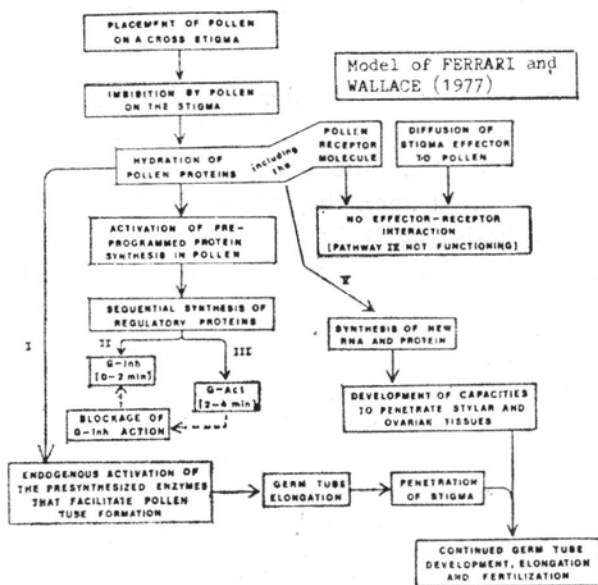 PLACEMENT OF POLLEN
ON A CROSS STIGMA
Model of FERRARI and
WALLACE (1977)
IMBIBITION BY POLLEN
ON THE STIGMA
HYDRATION OF
POLLEN PROTEINS
including
the
POLLEN
RECEPTOR
MOLECULE
DIFFUSION OF
STIGMA EFFECTOR
TO POLLEN
NO EFFECTOR-RECEPTOR
INTERACTION
[PATHWAY IX NOT FUNCTIONING]
ACTIVATION OF PRE-
PROGRAMMED PROTEIN
SYNTHESIS IN POLLEN
V
SEQUENTIAL SYNTHESIS OF
REGULATORY PROTEINS
I
II
III
G-Inh
[0-2 min]
G-Act
[2-4 min]
BLOCKAGE OF
G-Inh ACTION
SYNTHESIS OF NEW
RNA AND PROTEIN
DEVELOPMENT OF CAPACITIES
TO PENETRATE STYLAR AND
OVARIAK TISSUES
ENDOGENOUS ACTIVATION OF
THE PRESYNTHESIZED ENZYMES
THAT FACILITATE POLLEN
TUBE FORMATION
GERM TUBE
ELONGATION
PENETRATION
OF STIGMA
CONTINUED GERM TUBE
DEVELOPMENT, ELONGATION
AND FERTILIZATION